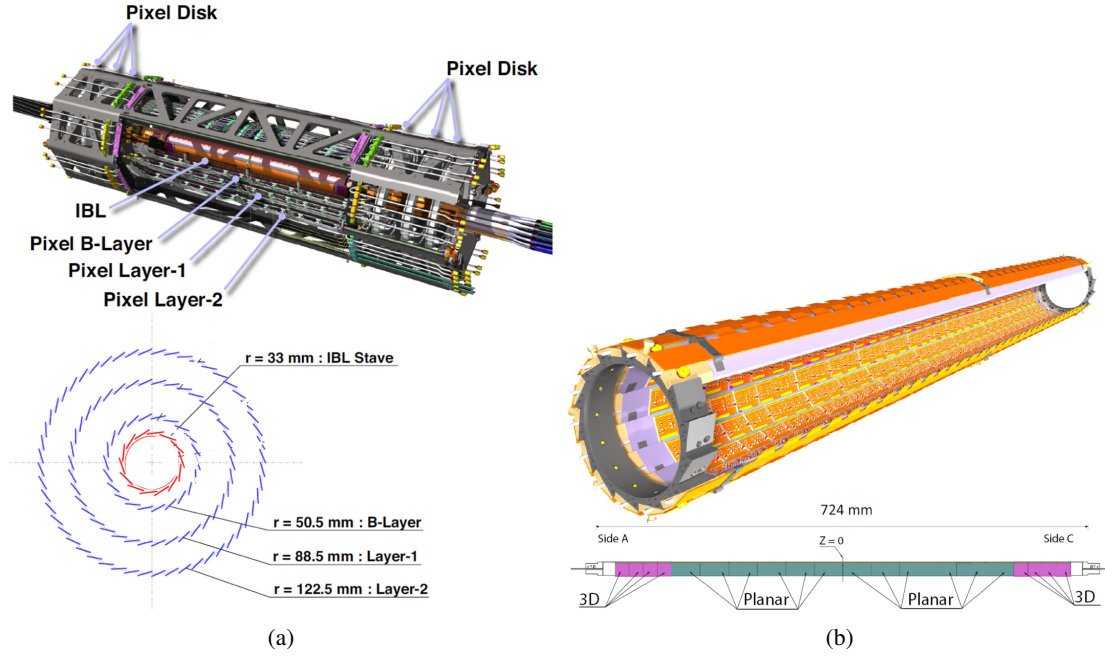 Pixel Disk
Pixel Disk
IBL
Pixel B-Layer
Pixel Layer-1
Pixel Layer-2
r = 33 mm : IBL Stave
r = 50.5 mm : B-Layer
r = 88.5 mm : Layer-1
r = 122.5 mm : Layer-2
(a)
724 mm
Side A
Z = 0
Side C
3D
Planar
Planar
3D
(b)